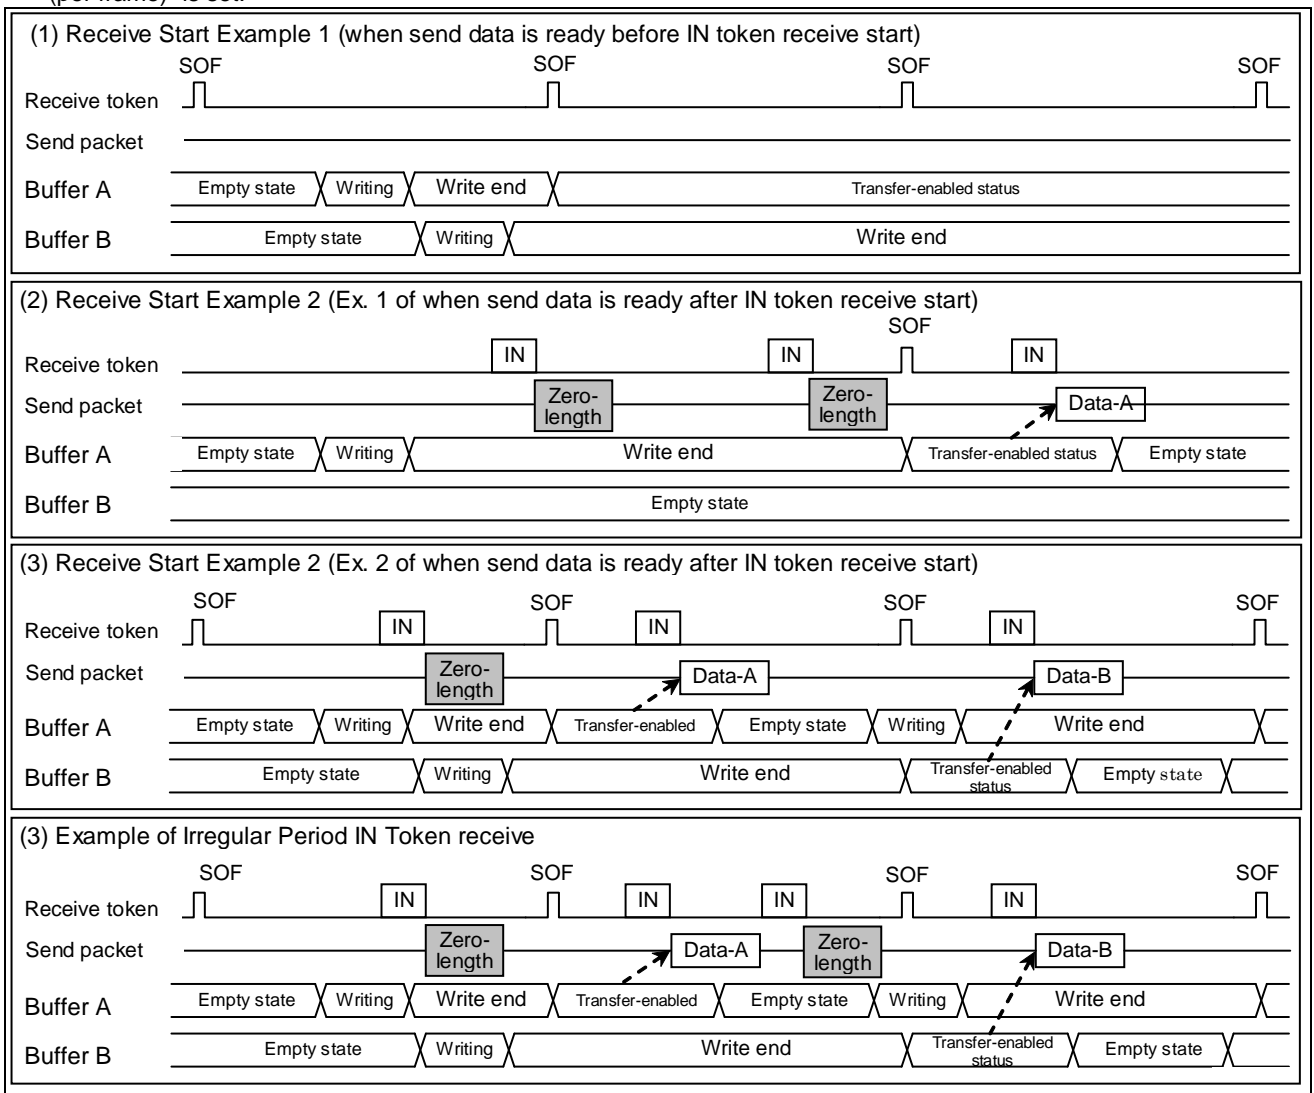 (per frame)" is set.
(1) Receive Start Example 1 (when send data is ready before IN token receive start)
SOF SOF SOF SOF
Receive token
Send packet
Buffer A Empty state Writing Write end Transfer-enabled status
Buffer B Empty state Writing Write end
(2) Receive Start Example 2 (Ex. 1 of when send data is ready after IN token receive start)
SOF
Receive token IN IN IN
Send packet Zero-length Zero-length Data-A
Buffer A Empty state Writing Write end Transfer-enabled status Empty state
Buffer B Empty state
(3) Receive Start Example 2 (Ex. 2 of when send data is ready after IN token receive start)
SOF SOF SOF SOF
Receive token IN IN IN
Send packet Zero-length Data-A Data-B
Buffer A Empty state Writing Write end Transfer-enabled Empty state Writing Write end
Buffer B Empty state Writing Write end Transfer-enabled status Empty state
(3) Example of Irregular Period IN Token receive
SOF SOF SOF SOF
Receive token IN IN IN IN
Send packet Zero-length Data-A Zero-length Data-B
Buffer A Empty state Writing Write end Transfer-enabled Empty state Writing Write end
Buffer B Empty state Writing Write end Transfer-enabled status Empty state